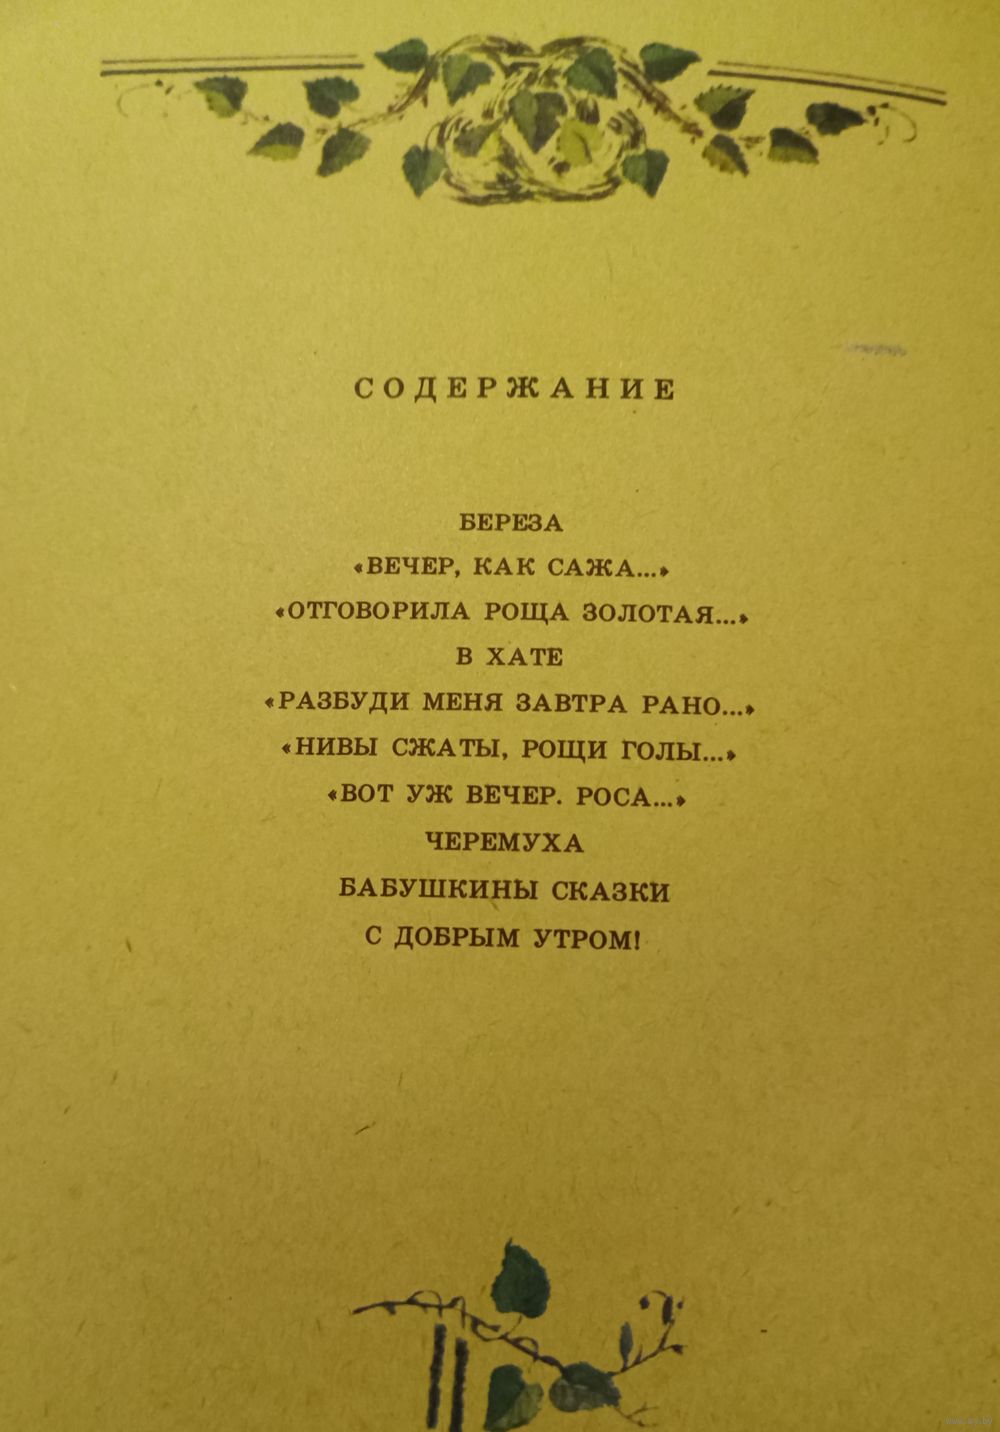 СОДЕРЖАНИЕ
БЕРЕЗА
«ВЕЧЕР, КАК САЖА...»
«ОТГОВОРИЛА РОЩА ЗОЛОТАЯ...»
В ХАТЕ
«РАЗБУДИ МЕНЯ ЗАВТРА РАНО...»
«НИВЫ СЖАТЫ, РОЩИ ГОЛЫ...»
«ВОТ УЖ ВЕЧЕР. РОСА...»
ЧЕРЕМУХА
БАБУШКИНЫ СКАЗКИ
С ДОБРЫМ УТРОМ!